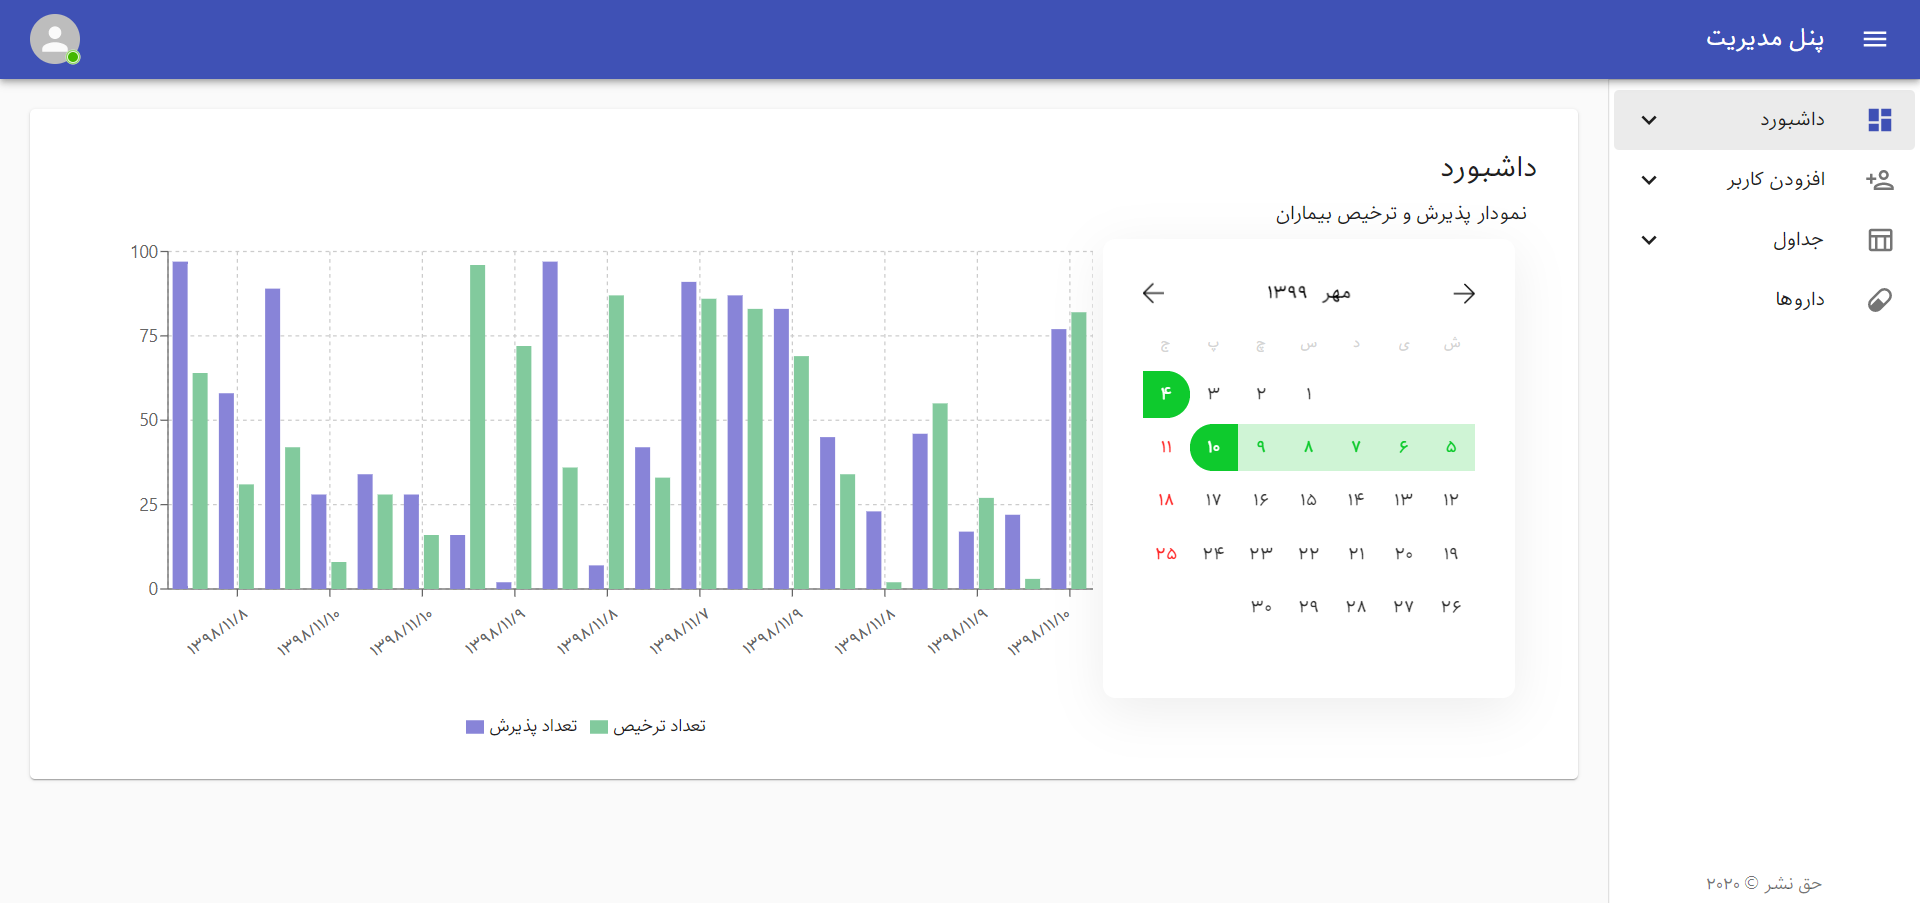 پنل مدیریت
داشبورد
افزودن کاربر
جداول
داروها
حق نشر © ۲۰۲۰
داشبورد
نمودار پذیرش و ترخیص بیماران
مهر ۱۳۹۹
ش ی د س چ پ ج
۱ ۲ ۳ ۴
۵ ۶ ۷ ۸ ۹ ۱۰ ۱۱
۱۲ ۱۳ ۱۴ ۱۵ ۱۶ ۱۷ ۱۸
۱۹ ۲۰ ۲۱ ۲۲ ۲۳ ۲۴ ۲۵
۲۶ ۲۷ ۲۸ ۲۹ ۳۰
100
75
50
25
0
۱۳۹۸/۱۱/۸
۱۳۹۸/۱۱/۱۰
۱۳۹۸/۱۱/۱۰
۱۳۹۸/۱۱/۹
۱۳۹۸/۱۱/۸
۱۳۹۸/۱۱/۷
۱۳۹۸/۱۱/۹
۱۳۹۸/۱۱/۸
۱۳۹۸/۱۱/۹
۱۳۹۸/۱۱/۱۰
تعداد پذیرش
تعداد ترخیص